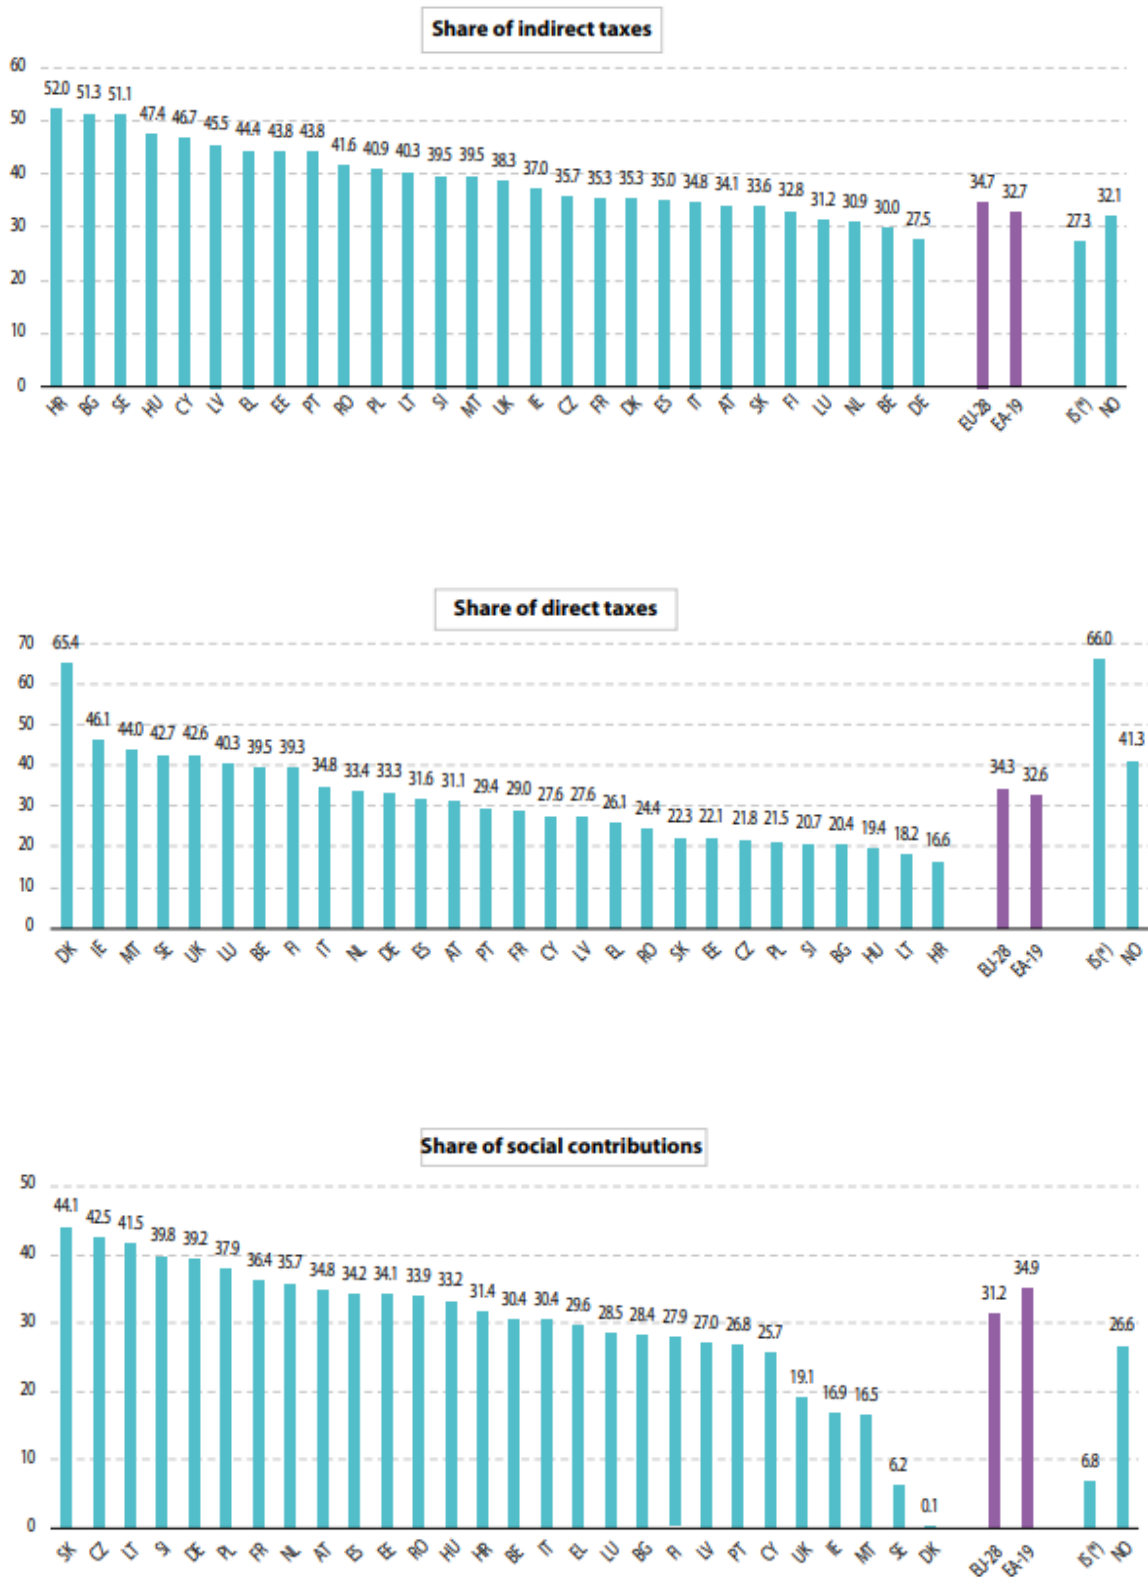 Share of indirect taxes
60
50
40
30
20
10
0
52.0 51.3 51.1 47.4 46.7 45.5 44.4 43.8 43.8 41.6 40.9 40.3 39.5 39.5 38.3 37.0 35.7 35.3 35.3 35.0 34.8 34.1 33.6 32.8 31.2 30.9 30.0 27.5 34.7 32.7 27.3 32.1
HR BG SE HU CY LV EL EE PT RO PL LT SI MT UK IE CZ FR DK ES IT AT SK FI LU NL BE DE EU-28 EA-19 IS (*) NO
Share of direct taxes
70
60
50
40
30
20
10
0
65.4 46.1 44.0 42.7 42.6 40.3 39.5 39.3 34.8 33.4 33.3 31.6 31.1 29.4 29.0 27.6 27.6 26.1 24.4 22.3 22.1 21.8 21.5 20.7 20.4 19.4 18.2 16.6 34.3 32.6 66.0 41.3
DK IE MT SE UK LU BE FI IT NL DE ES AT PT FR CY LV EL RO SK EE CZ PL SI BG HU LT HR EU-28 EA-19 IS (*) NO
Share of social contributions
50
40
30
20
10
0
44.1 42.5 41.5 39.8 39.2 37.9 36.4 35.7 34.8 34.2 34.1 33.9 33.2 31.4 30.4 30.4 29.6 28.5 28.4 27.9 27.0 26.8 25.7 19.1 16.9 16.5 6.2 0.1 31.2 34.9 6.8 26.6
SK CZ LT SI DE PL FR NL AT ES EE RO HU HR BE IT EL LU BG FI LV PT CY UK IE MT SE DK EU-28 EA-19 IS (*) NO